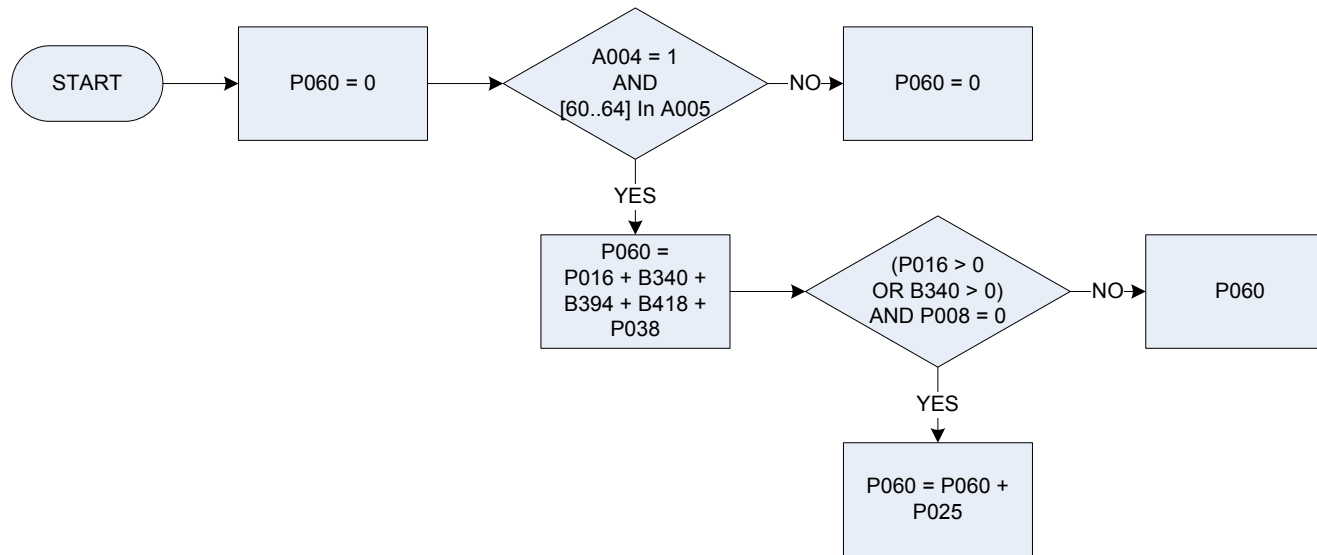 START
P060 = 0
A004 = 1
AND
[60..64] In A005
NO
P060 = 0
YES
P060 =
P016 + B340 +
B394 + B418 +
P038
(P016 > 0
OR B340 > 0)
AND P008 = 0
NO
P060
YES
P060 = P060 +
P025